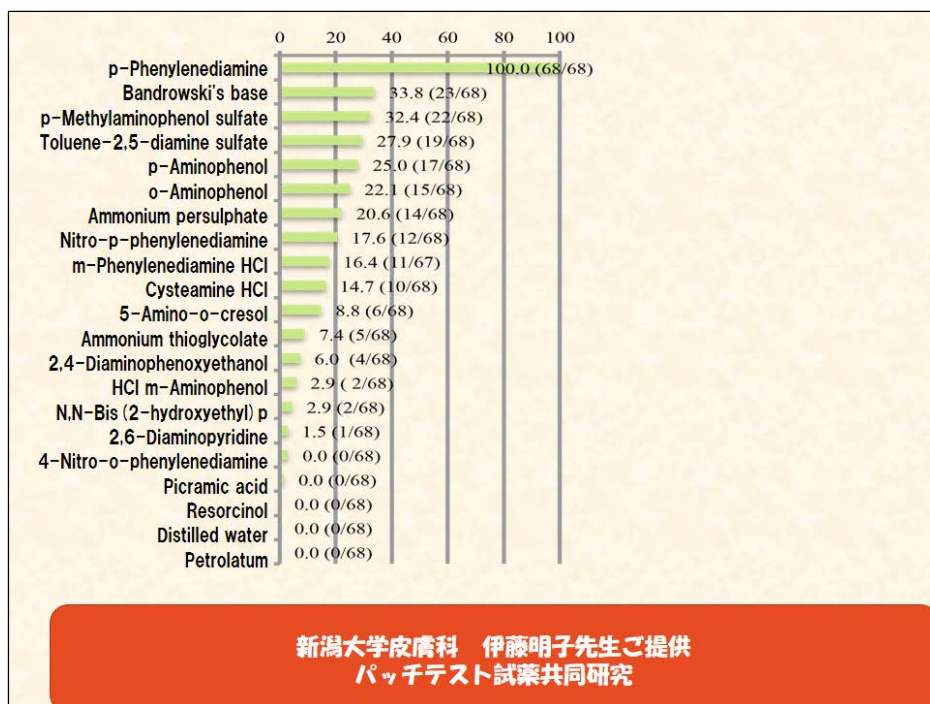 0 20 40 60 80 100
p-Phenylenediamine 100.0 (68/68)
Bandrowski's base 33.8 (23/68)
p-Methylaminophenol sulfate 32.4 (22/68)
Toluene-2,5-diamine sulfate 27.9 (19/68)
p-Aminophenol 25.0 (17/68)
o-Aminophenol 22.1 (15/68)
Ammonium persulphate 20.6 (14/68)
Nitro-p-phenylenediamine 17.6 (12/68)
m-Phenylenediamine HCl 16.4 (11/67)
Cysteamine HCl 14.7 (10/68)
5-Amino-o-cresol 8.8 (6/68)
Ammonium thioglycolate 7.4 (5/68)
2,4-Diaminophenoxyethanol 6.0 (4/68)
HCl m-Aminophenol 2.9 ( 2/68)
N,N-Bis(2-hydroxyethyl)p 2.9 (2/68)
2,6-Diaminopyridine 1.5 (1/68)
4-Nitro-o-phenylenediamine 0.0 (0/68)
Picramic acid 0.0 (0/68)
Resorcinol 0.0 (0/68)
Distilled water 0.0 (0/68)
Petrolatum 0.0 (0/68)
新潟大学皮膚科 伊藤明子先生ご提供
パッチテスト試薬共同研究